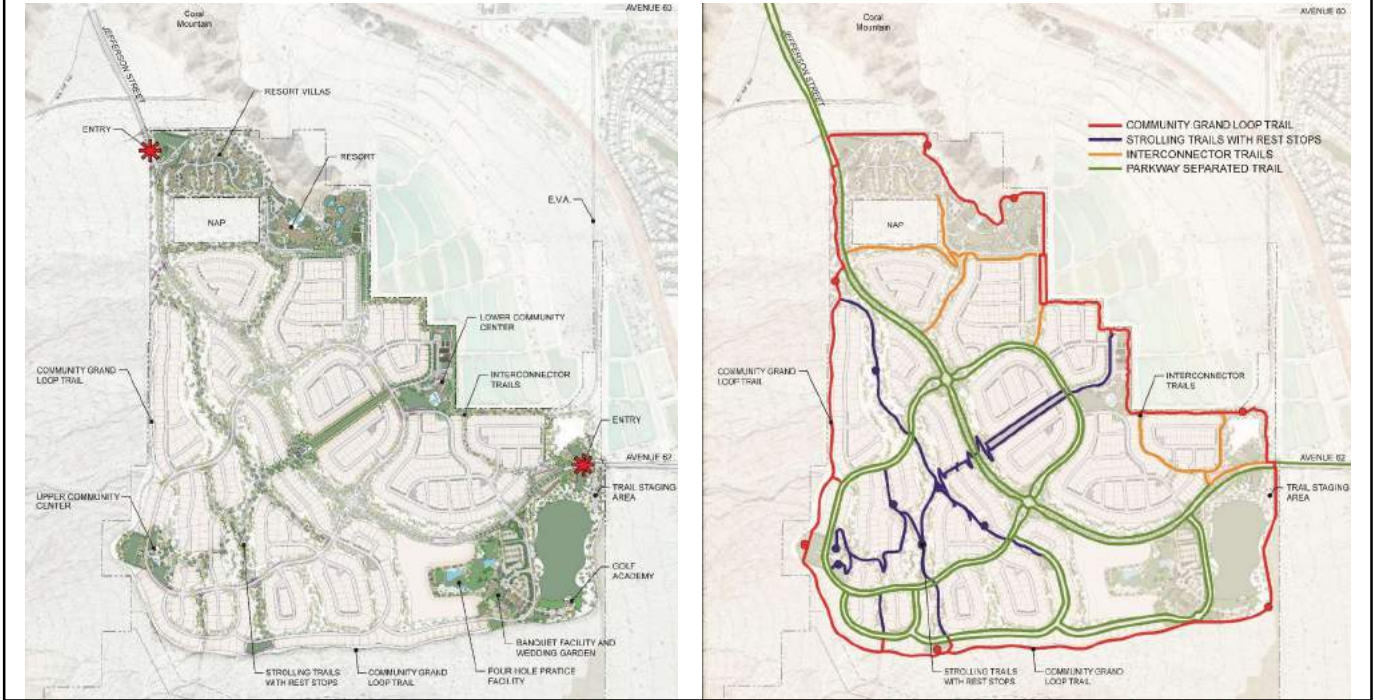 Coral
Mountain
AVENUE 60
JEFFERSON STREET
RESORT VILLAS
ENTRY
RESORT
E.V.A.
NAP
LOWER COMMUNITY
CENTER
COMMUNITY GRAND
LOOP TRAIL
INTERCONNECTOR
TRAILS
ENTRY
AVENUE 62
UPPER COMMUNITY
CENTER
TRAIL STAGING
AREA
GOLF
ACADEMY
BANQUET FACILITY AND
WEDDING GARDEN
STROLLING TRAILS
WITH REST STOPS
COMMUNITY GRAND
LOOP TRAIL
FOUR HOLE PRATICE
FACILITY
Coral
Mountain
AVENUE 60
JEFFERSON STREET
COMMUNITY GRAND LOOP TRAIL
STROLLING TRAILS WITH REST STOPS
INTERCONNECTOR TRAILS
PARKWAY SEPARATED TRAIL
NAP
COMMUNITY GRAND
LOOP TRAIL
INTERCONNECTOR
TRAILS
AVENUE 62
TRAIL STAGING
AREA
STROLLING TRAILS
WITH REST STOPS
COMMUNITY GRAND
LOOP TRAIL